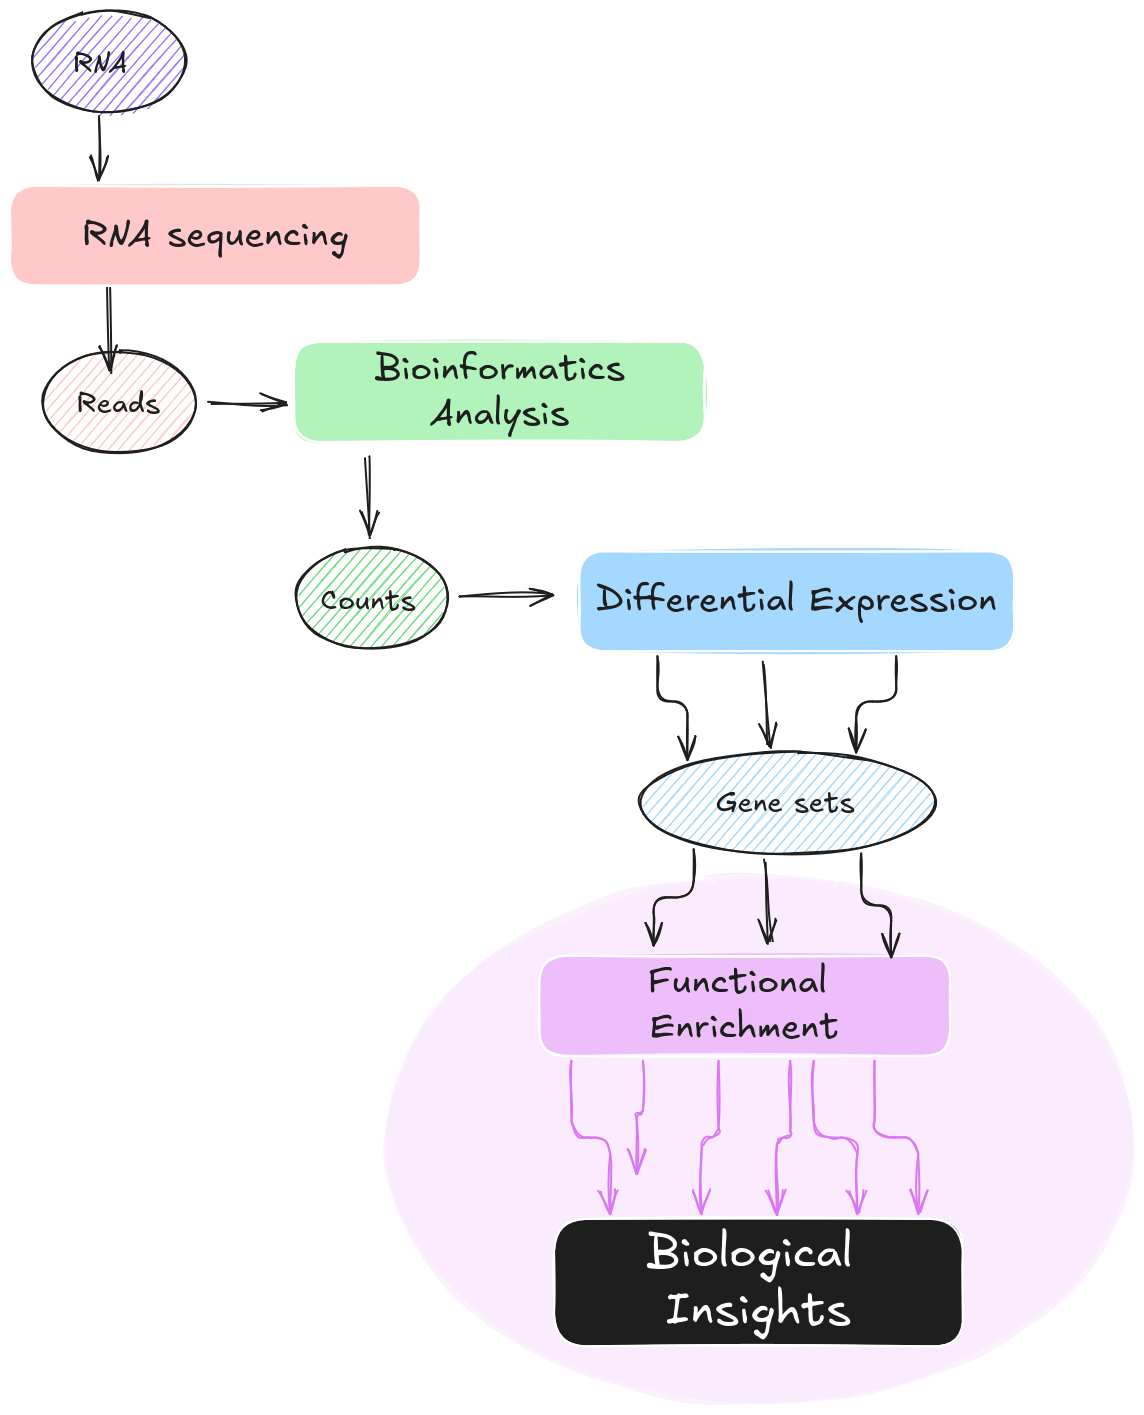 RNA
RNA sequencing
Reads
Bioinformatics
Analysis
Counts
Differential Expression
Gene sets
Functional
Enrichment
Biological
Insights